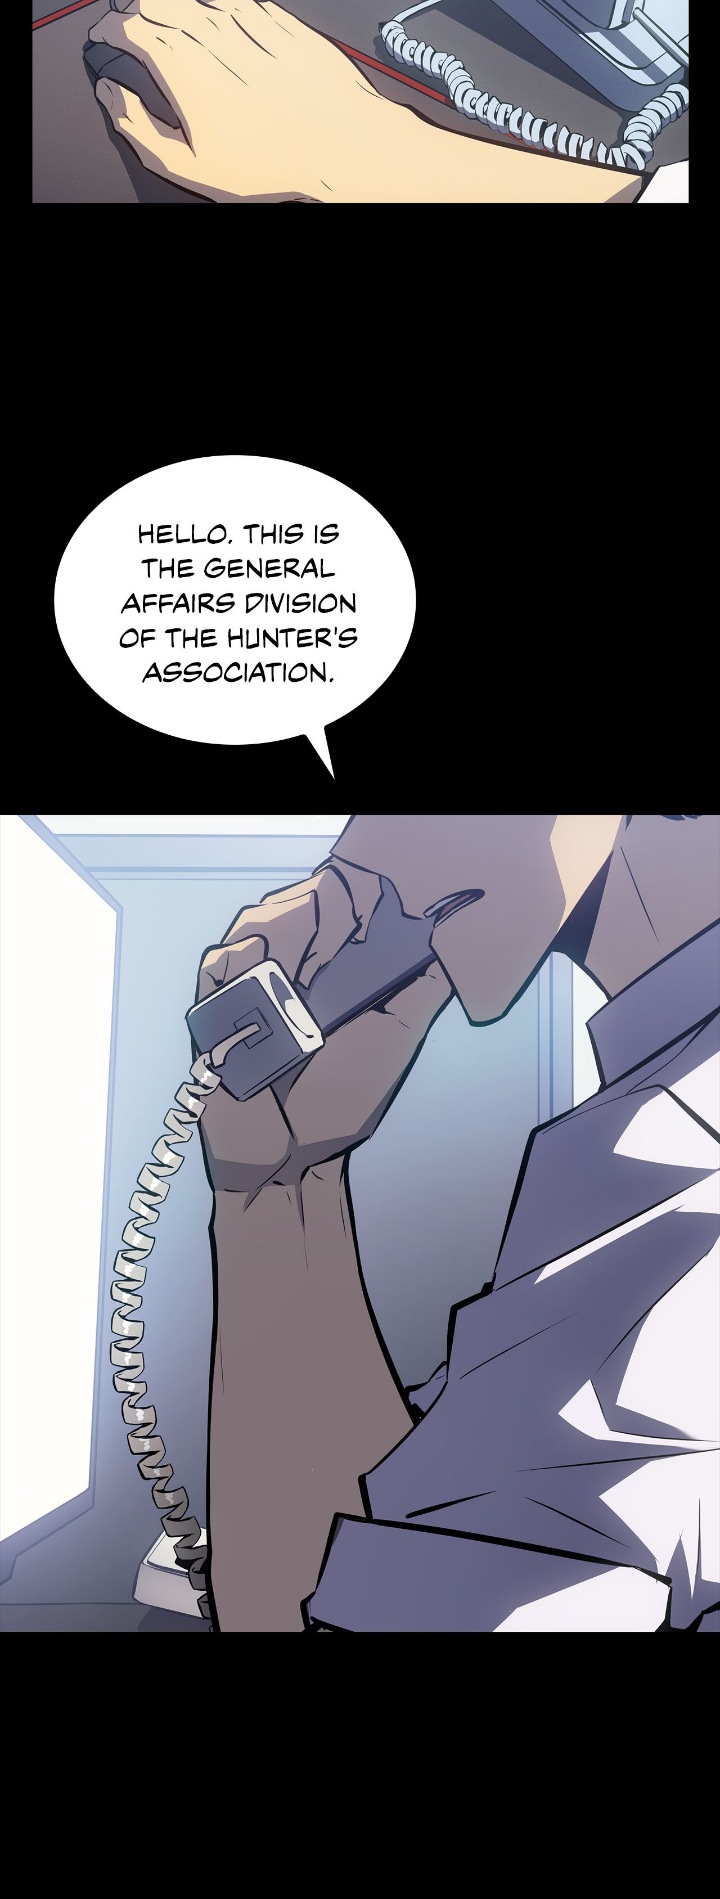 HELLO. THIS IS
THE GENERAL
AFFAIRS DIVISION
OF THE HUNTER'S
ASSOCIATION.